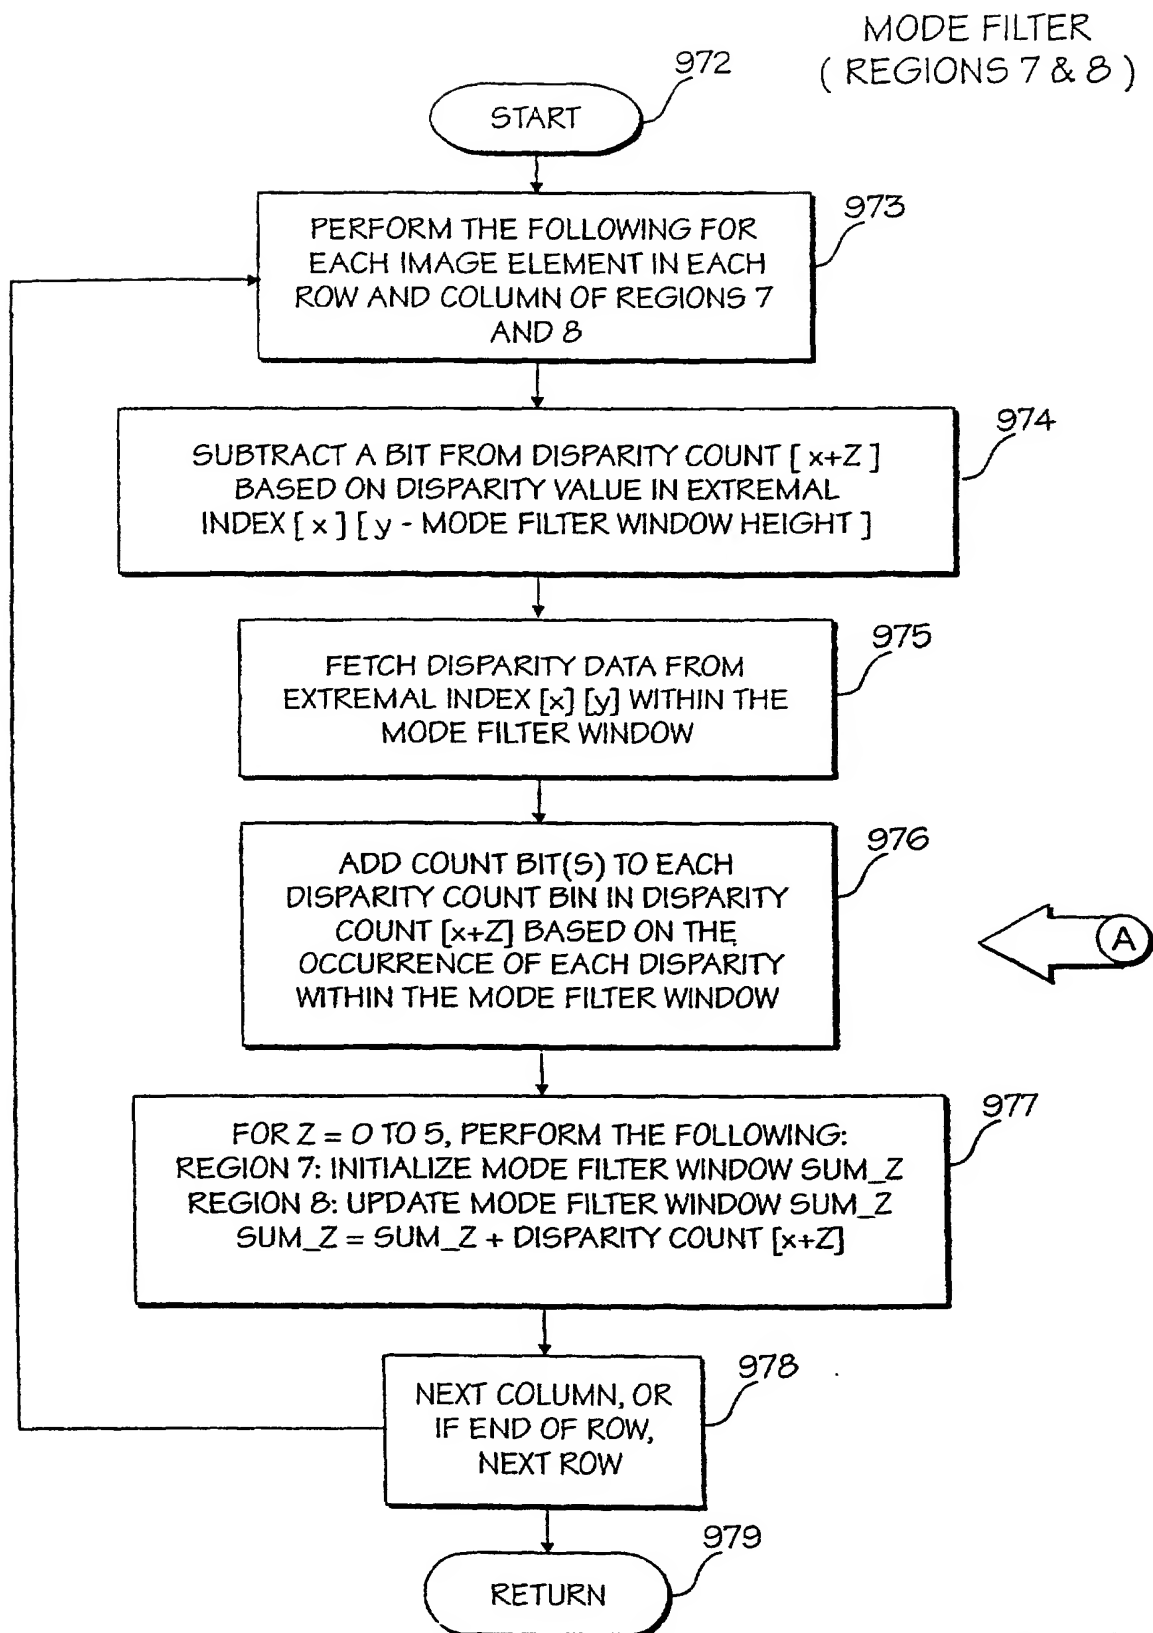 MODE FILTER
( REGIONS 7 & 8 )
972
START
973
PERFORM THE FOLLOWING FOR
EACH IMAGE ELEMENT IN EACH
ROW AND COLUMN OF REGIONS 7
AND 8
974
SUBTRACT A BIT FROM DISPARITY COUNT [ x+Z ]
BASED ON DISPARITY VALUE IN EXTREMAL
INDEX [ x ] [ y - MODE FILTER WINDOW HEIGHT ]
975
FETCH DISPARITY DATA FROM
EXTREMAL INDEX [x] [y] WITHIN THE
MODE FILTER WINDOW
976
ADD COUNT BIT(S) TO EACH
DISPARITY COUNT BIN IN DISPARITY
COUNT [x+Z] BASED ON THE
OCCURRENCE OF EACH DISPARITY
WITHIN THE MODE FILTER WINDOW
A
977
FOR Z = 0 TO 5, PERFORM THE FOLLOWING:
REGION 7: INITIALIZE MODE FILTER WINDOW SUM_Z
REGION 8: UPDATE MODE FILTER WINDOW SUM_Z
SUM_Z = SUM_Z + DISPARITY COUNT [x+Z]
978
NEXT COLUMN, OR
IF END OF ROW,
NEXT ROW
979
RETURN